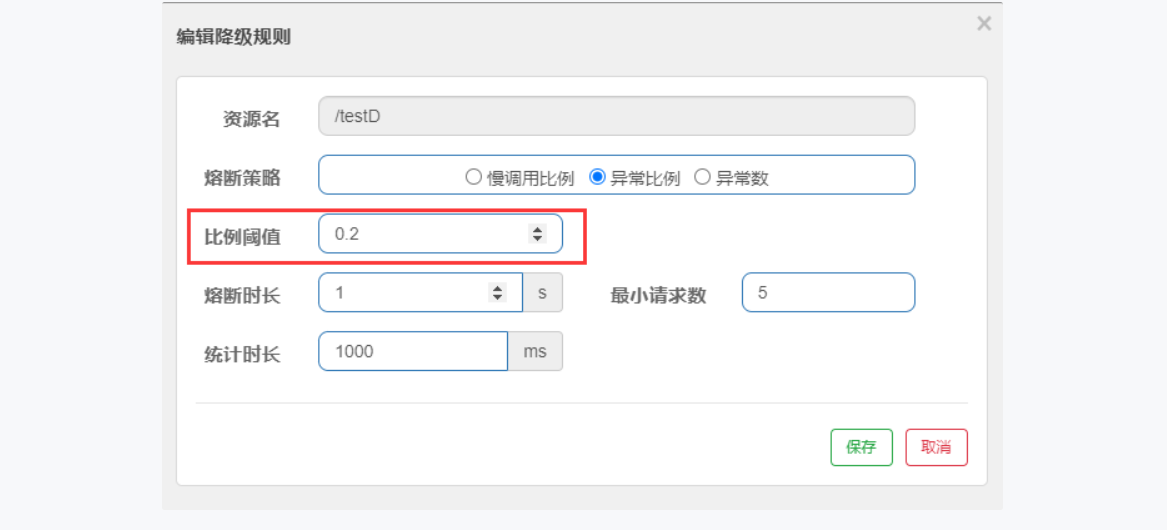 编辑降级规则 ×
资源名 /testD
熔断策略 慢调用比例 异常比例 异常数
比例阈值 0.2
熔断时长 1 s 最小请求数 5
统计时长 1000 ms
保存 取消